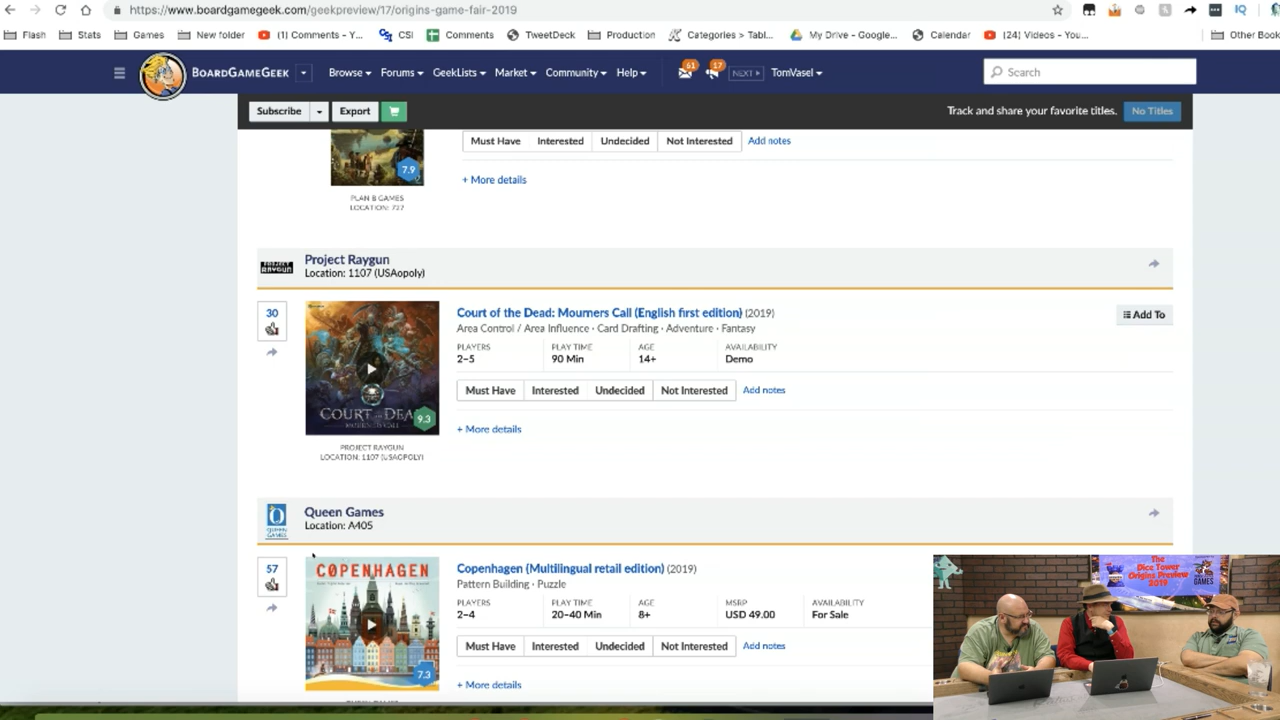 https://www.boardgamegeek.com/geekpreview/17/origins-game-fair-2019
Flash Stats Games New folder (1) Comments - Y... CSI Comments TweetDeck Production Categories > Tabl... My Drive - Google... Calendar (24) Videos - You... Other Book
BOARDGAMEGEEK Browse Forums GeekLists Market Community Help 61 17 NEXT TomVasel Search
Subscribe Export Track and share your favorite titles. No Titles
Must Have Interested Undecided Not Interested Add notes
7.9
+ More details
PLAN B GAMES
LOCATION: 727
PROJECT RAYGUN
Project Raygun
Location: 1107 (USAopoly)
30
Court of the Dead: Mourners Call (English first edition) (2019)
Add To
Area Control / Area Influence · Card Drafting · Adventure · Fantasy
PLAYERS PLAY TIME AGE AVAILABILITY
2–5 90 Min 14+ Demo
Must Have Interested Undecided Not Interested Add notes
COURT OF THE DEAD
9.3
+ More details
PROJECT RAYGUN
LOCATION: 1107 (USAOPOLY)
QUEEN GAMES
Queen Games
Location: A405
57
COPENHAGEN
Copenhagen (Multilingual retail edition) (2019)
Pattern Building · Puzzle
PLAYERS PLAY TIME AGE MSRP AVAILABILITY
2–4 20–40 Min 8+ USD 49.00 For Sale
Must Have Interested Undecided Not Interested Add notes
7.3
+ More details
The
Dice Tower
Origins Preview
2019
GAMES